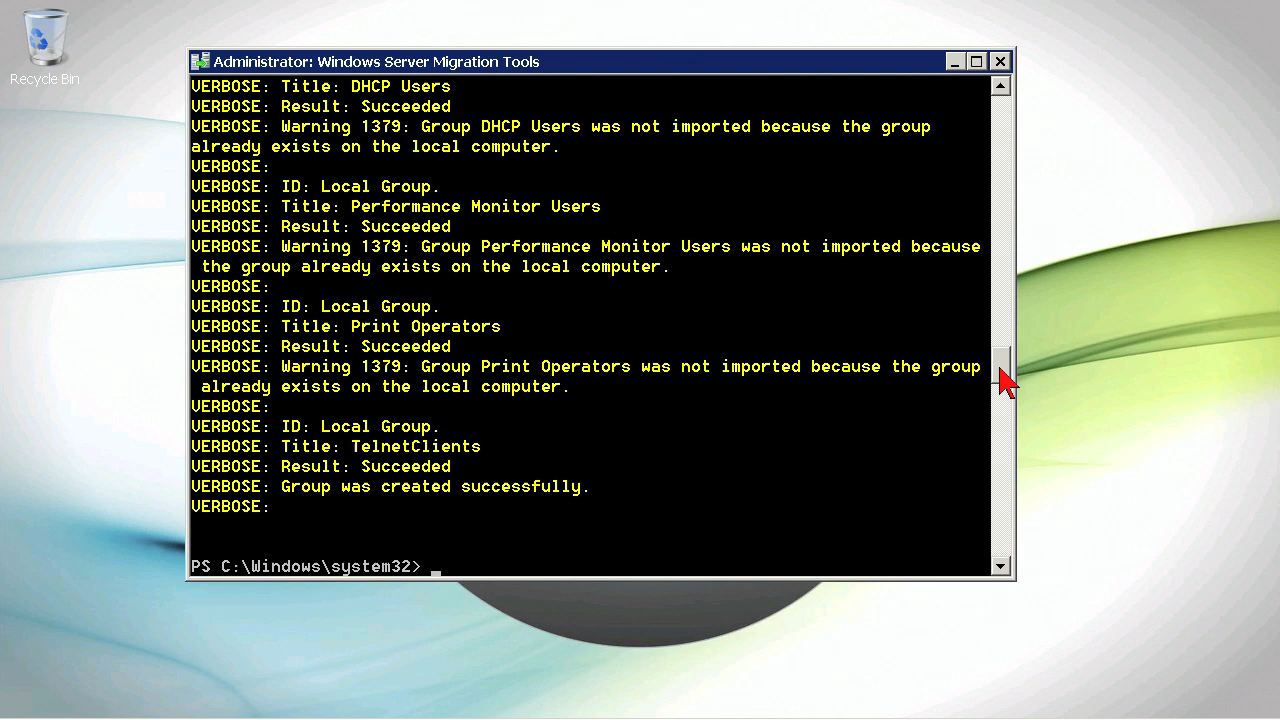 Recycle Bin
Administrator: Windows Server Migration Tools
VERBOSE: Title: DHCP Users
VERBOSE: Result: Succeeded
VERBOSE: Warning 1379: Group DHCP Users was not imported because the group
already exists on the local computer.
VERBOSE:
VERBOSE: ID: Local Group.
VERBOSE: Title: Performance Monitor Users
VERBOSE: Result: Succeeded
VERBOSE: Warning 1379: Group Performance Monitor Users was not imported because
 the group already exists on the local computer.
VERBOSE:
VERBOSE: ID: Local Group.
VERBOSE: Title: Print Operators
VERBOSE: Result: Succeeded
VERBOSE: Warning 1379: Group Print Operators was not imported because the group
 already exists on the local computer.
VERBOSE:
VERBOSE: ID: Local Group.
VERBOSE: Title: TelnetClients
VERBOSE: Result: Succeeded
VERBOSE: Group was created successfully.
VERBOSE:
PS C:\Windows\system32> _